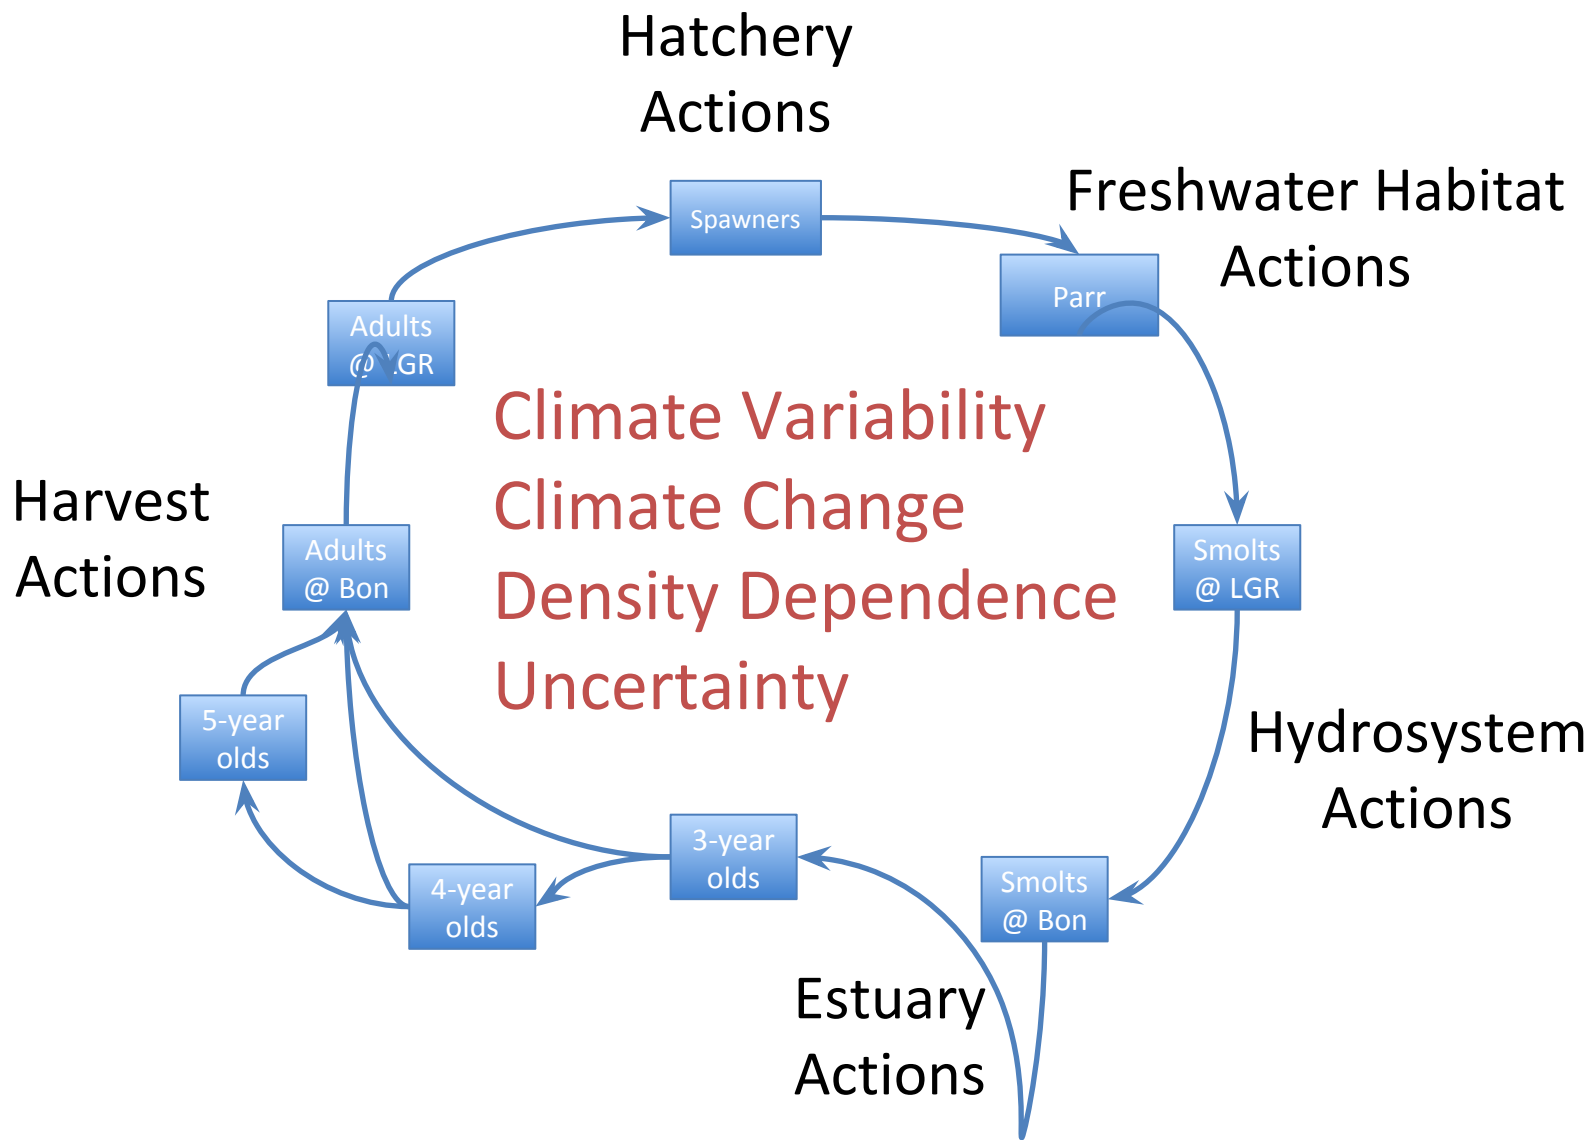 Hatchery
Actions
Freshwater Habitat
Actions
Spawners
Parr
Adults
@ LGR
Climate Variability
Climate Change
Density Dependence
Uncertainty
Harvest
Actions
Adults
@ Bon
Smolts
@ LGR
5-year
olds
Hydrosystem
Actions
3-year
olds
4-year
olds
Smolts
@ Bon
Estuary
Actions